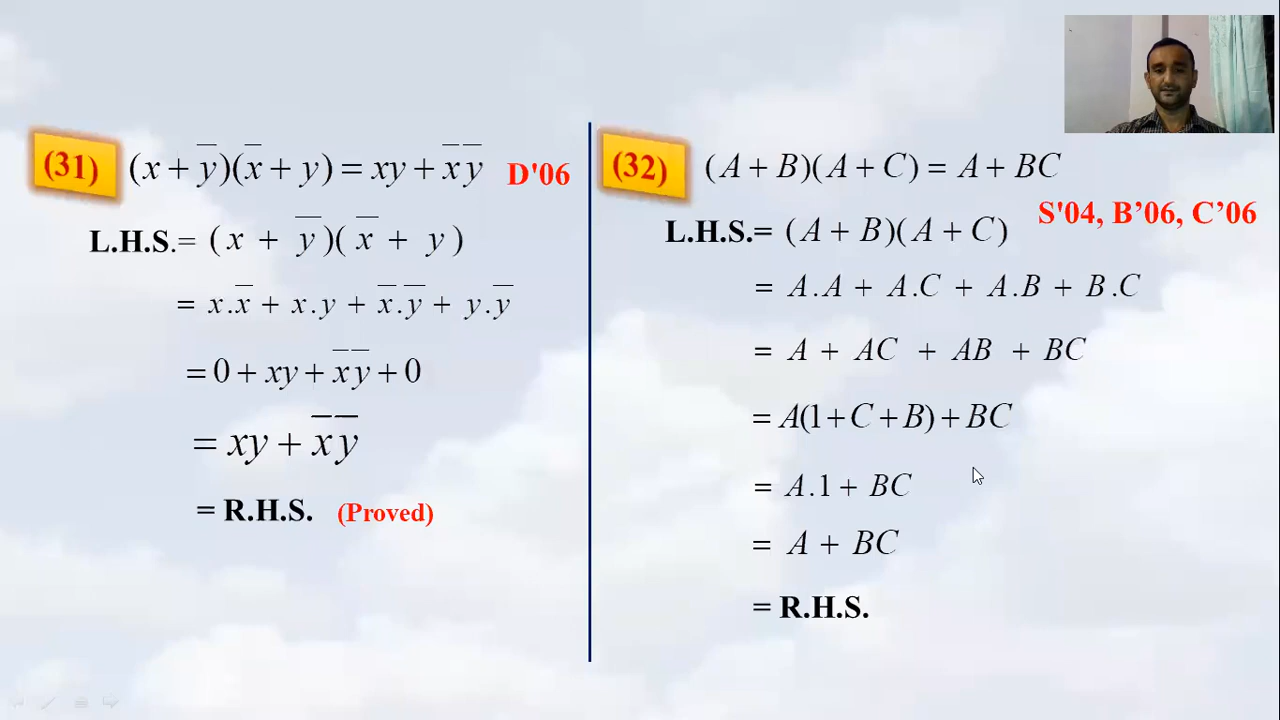 (31) (x + y̅)(x̅ + y) = xy + x̅ y̅ D'06
L.H.S.= (x + y̅)(x̅ + y)
= x.x̅ + x.y + x̅.y̅ + y.y̅
= 0 + xy + x̅ y̅ + 0
= xy + x̅ y̅
= R.H.S. (Proved)
(32) (A + B)(A + C) = A + BC
S'04, B’06, C’06
L.H.S.= (A + B)(A + C)
= A.A + A.C + A.B + B.C
= A + AC + AB + BC
= A(1 + C + B) + BC
= A.1 + BC
= A + BC
= R.H.S.